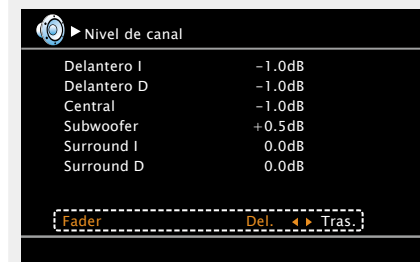 Nivel de canal
Delantero I −1.0dB
Delantero D −1.0dB
Central −1.0dB
Subwoofer +0.5dB
Surround I 0.0dB
Surround D 0.0dB
Fader Del. Tras.